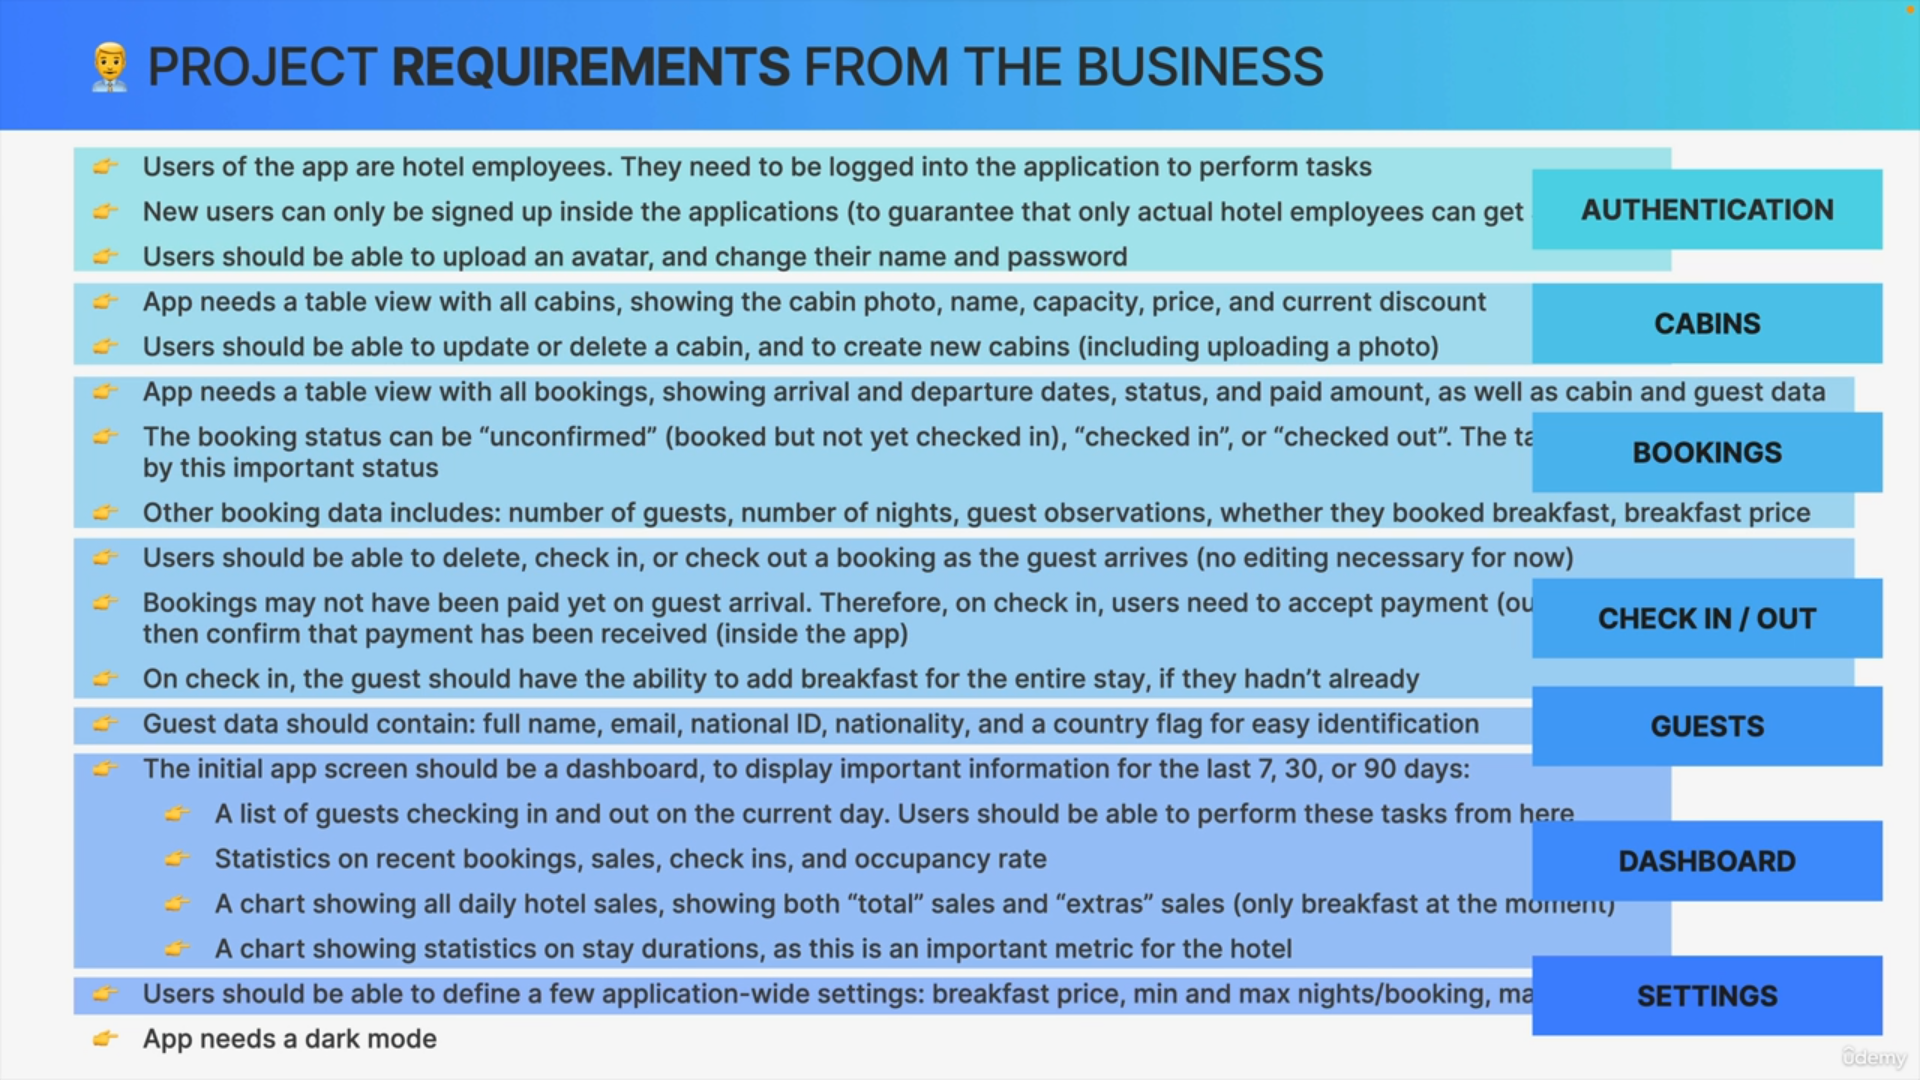 PROJECT REQUIREMENTS FROM THE BUSINESS
Users of the app are hotel employees. They need to be logged into the application to perform tasks
New users can only be signed up inside the applications (to guarantee that only actual hotel employees can get
AUTHENTICATION
Users should be able to upload an avatar, and change their name and password
App needs a table view with all cabins, showing the cabin photo, name, capacity, price, and current discount
CABINS
Users should be able to update or delete a cabin, and to create new cabins (including uploading a photo)
App needs a table view with all bookings, showing arrival and departure dates, status, and paid amount, as well as cabin and guest data
The booking status can be “unconfirmed” (booked but not yet checked in), “checked in”, or “checked out”. The
by this important status
BOOKINGS
Other booking data includes: number of guests, number of nights, guest observations, whether they booked breakfast, breakfast price
Users should be able to delete, check in, or check out a booking as the guest arrives (no editing necessary for now)
Bookings may not have been paid yet on guest arrival. Therefore, on check in, users need to accept payment
then confirm that payment has been received (inside the app)
CHECK IN / OUT
On check in, the guest should have the ability to add breakfast for the entire stay, if they hadn’t already
Guest data should contain: full name, email, national ID, nationality, and a country flag for easy identification
GUESTS
The initial app screen should be a dashboard, to display important information for the last 7, 30, or 90 days:
A list of guests checking in and out on the current day. Users should be able to perform these tasks from here
Statistics on recent bookings, sales, check ins, and occupancy rate
DASHBOARD
A chart showing all daily hotel sales, showing both “total” sales and “extras” sales (only breakfast at the moment)
A chart showing statistics on stay durations, as this is an important metric for the hotel
Users should be able to define a few application-wide settings: breakfast price, min and max nights/booking,
SETTINGS
App needs a dark mode
ûdemy